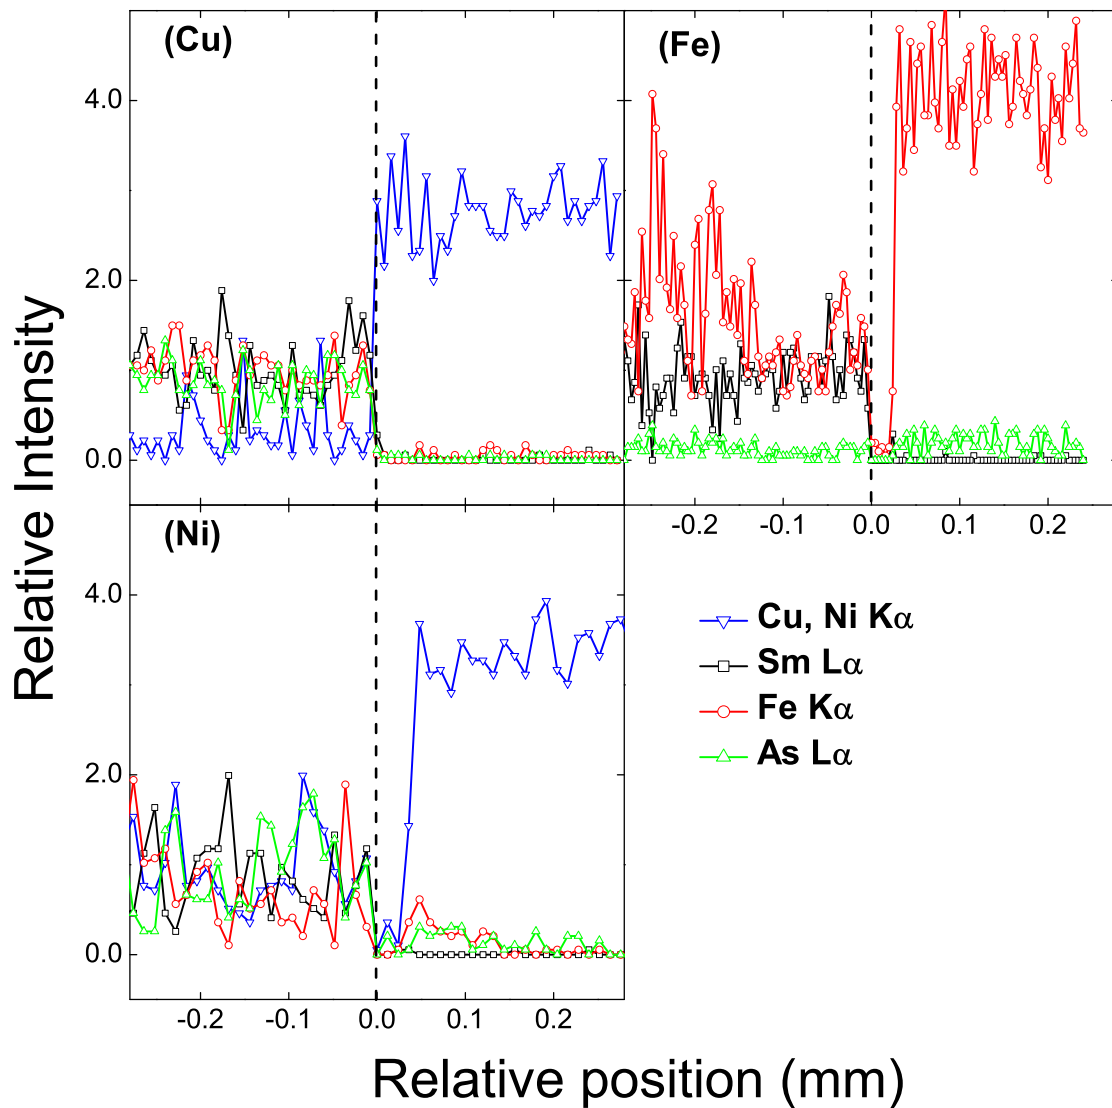 (Cu)
(Fe)
4.0
2.0
0.0
-0.2 -0.1 0.0 0.1 0.2
(Ni)
4.0
2.0
0.0
-0.2 -0.1 0.0 0.1 0.2
Cu, Ni Kα
Sm Lα
Fe Kα
As Lα
Relative Intensity
Relative position (mm)